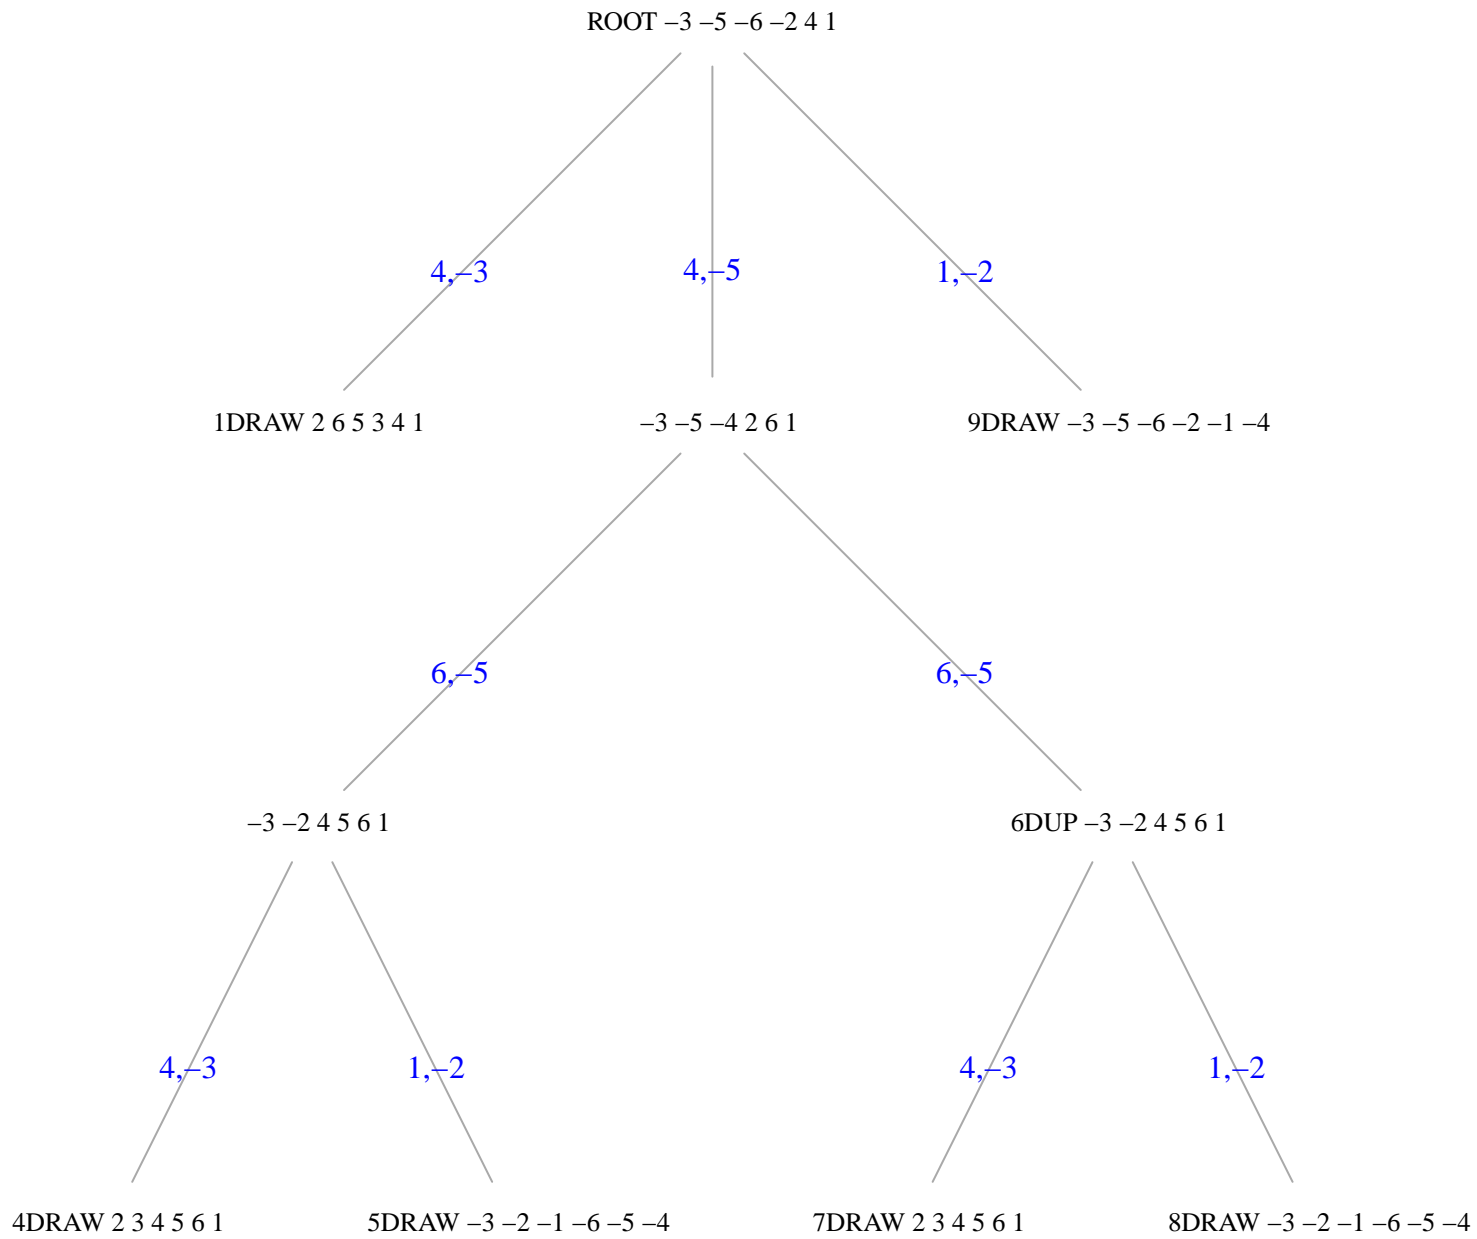 ROOT –3 –5 –6 –2 4 1
4,–3
4,–5
1,–2
1DRAW 2 6 5 3 4 1
–3 –5 –4 2 6 1
9DRAW –3 –5 –6 –2 –1 –4
6,–5
6,–5
–3 –2 4 5 6 1
6DUP –3 –2 4 5 6 1
4,–3
1,–2
4,–3
1,–2
4DRAW 2 3 4 5 6 1
5DRAW –3 –2 –1 –6 –5 –4
7DRAW 2 3 4 5 6 1
8DRAW –3 –2 –1 –6 –5 –4